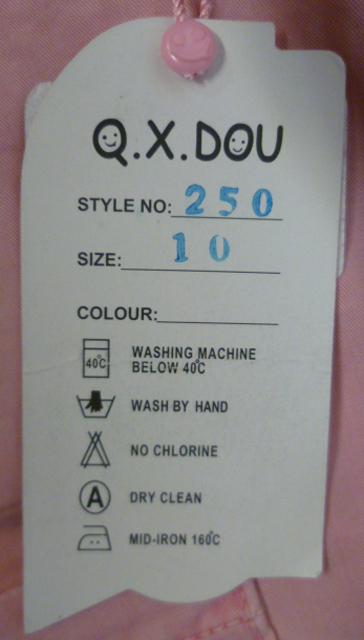 Q.X.DOU
STYLE NO: 250
SIZE: 10
COLOUR:
40°C WASHING MACHINE
BELOW 40°C
WASH BY HAND
NO CHLORINE
A DRY CLEAN
MID-IRON 160°C